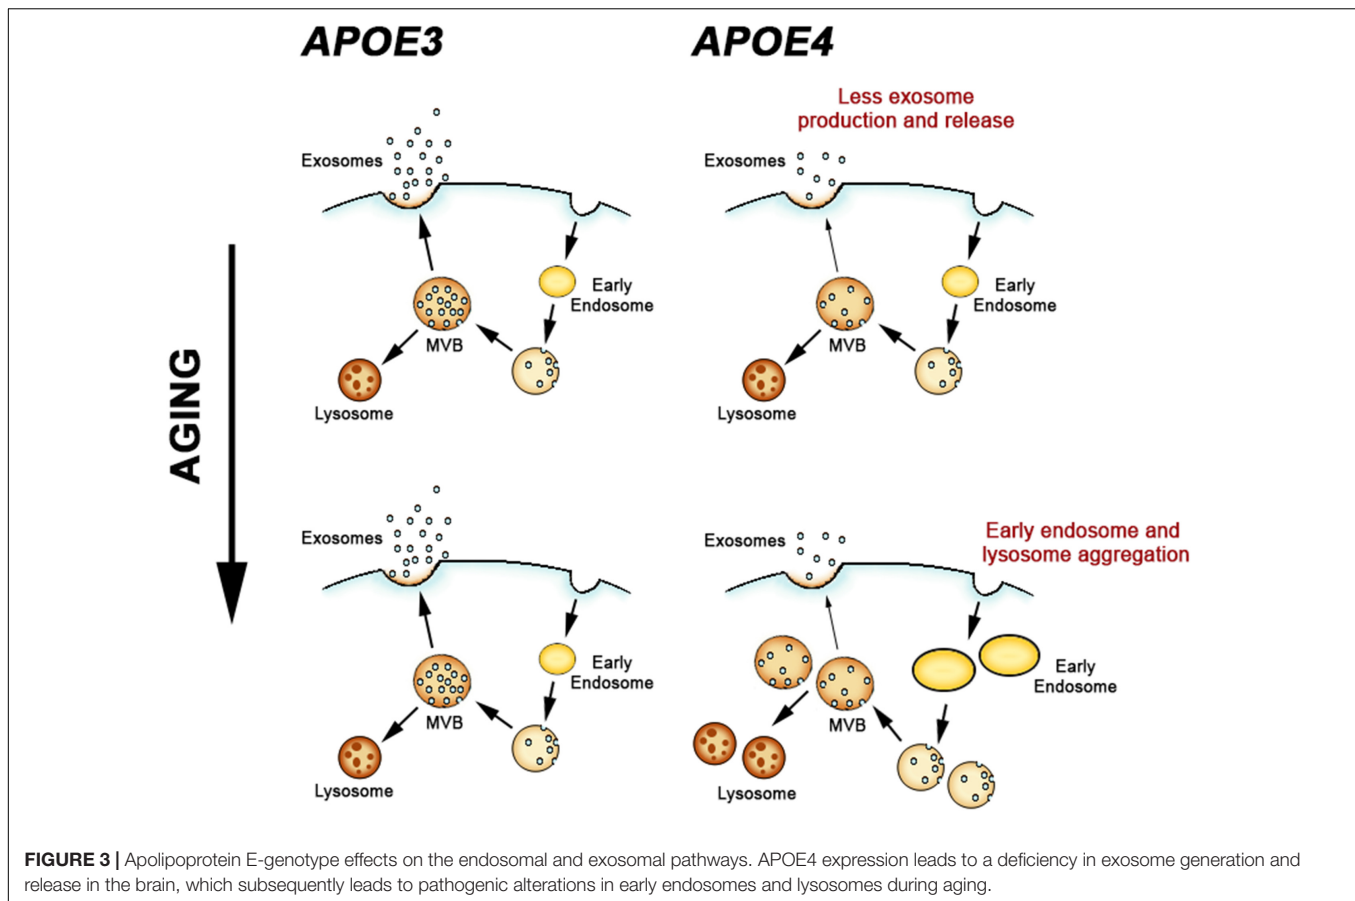 APOE3
APOE4
Less exosome
production and release
Exosomes
Exosomes
Early
Endosome
MVB
Lysosome
Early
Endosome
MVB
Lysosome
AGING
Early endosome and
lysosome aggregation
Exosomes
Exosomes
Early
Endosome
MVB
Lysosome
Early
Endosome
MVB
Lysosome
FIGURE 3 | Apolipoprotein E-genotype effects on the endosomal and exosomal pathways. APOE4 expression leads to a deficiency in exosome generation and
release in the brain, which subsequently leads to pathogenic alterations in early endosomes and lysosomes during aging.